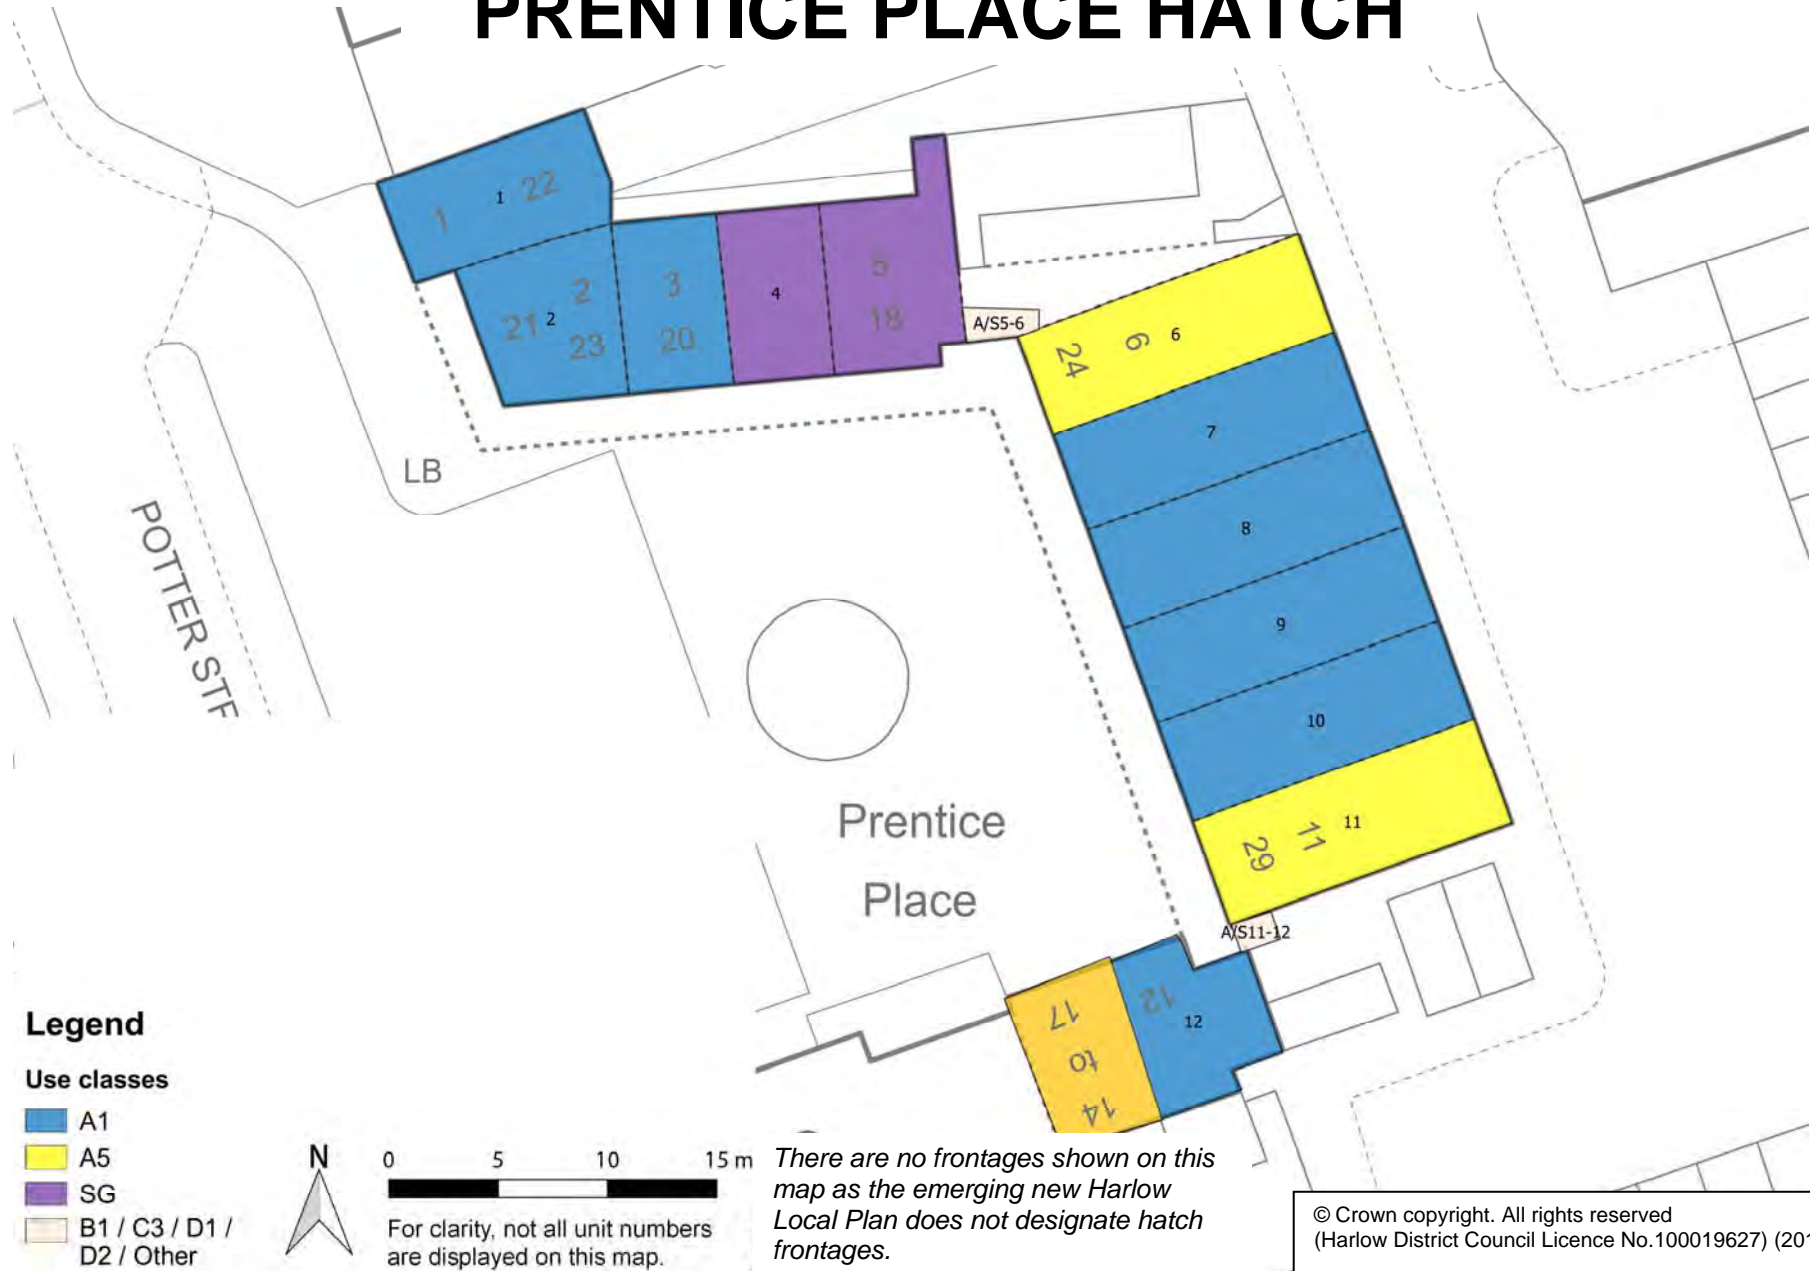 PRENTICE PLACE HATCH
1
1
22
2
21
2
23
3
20
4
5
18
A/S5-6
24
6
6
7
8
9
10
29
11
11
A/S11-12
12
12
17
to
14
LB
POTTER STR
Prentice
Place
Legend
Use classes
A1
A5
SG
B1 / C3 / D1 /
D2 / Other
N
0 5 10 15 m
For clarity, not all unit numbers
are displayed on this map.
There are no frontages shown on this
map as the emerging new Harlow
Local Plan does not designate hatch
frontages.
© Crown copyright. All rights reserved
(Harlow District Council Licence No.100019627) (201